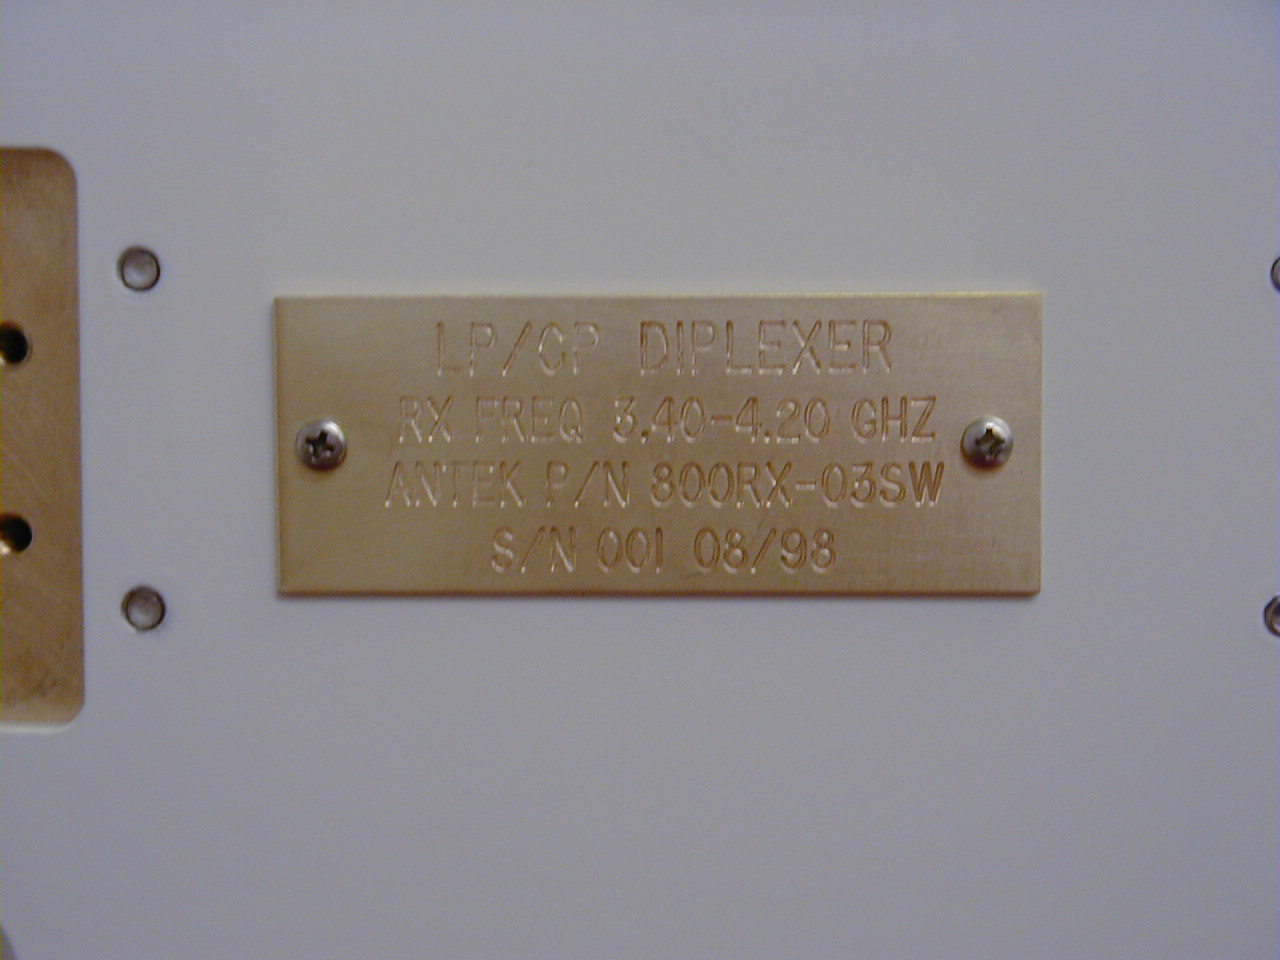 LP/CP DIPLEXER
RX FREQ 3.40-4.20 GHZ
ANTEK P/N 800RX-03SW
S/N 001 08/98